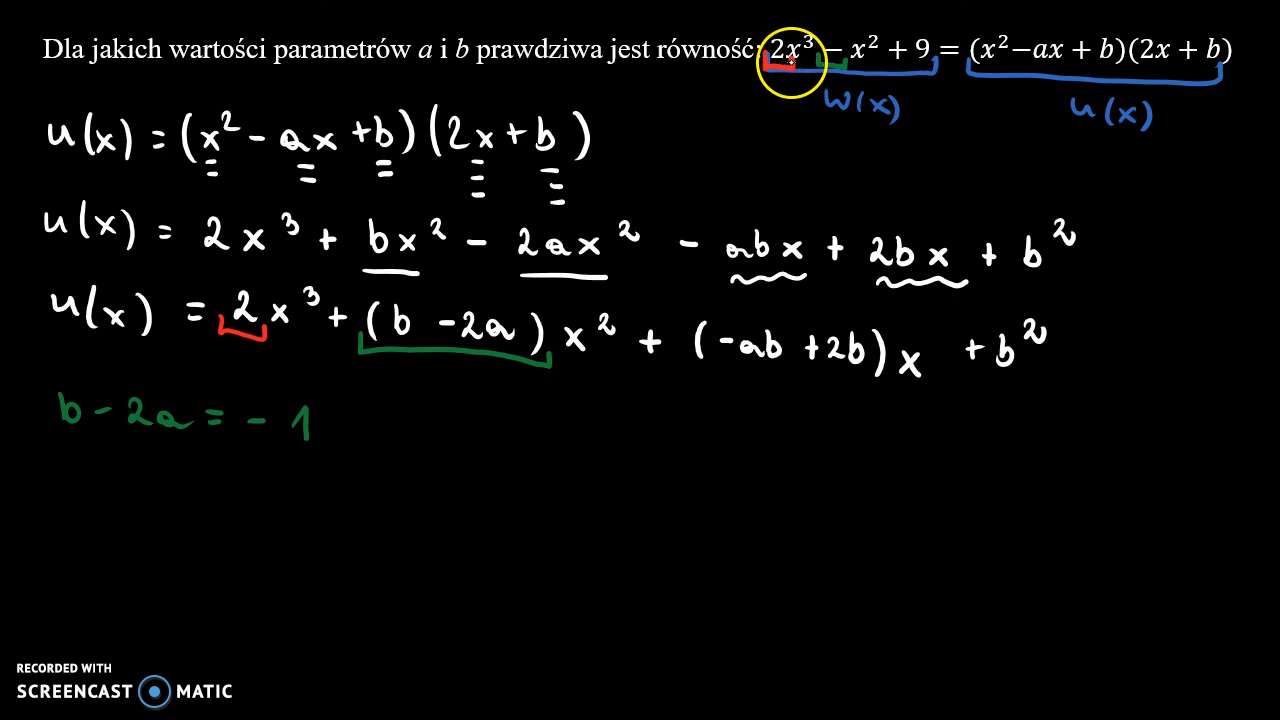 Dla jakich wartości parametrów a i b prawdziwa jest równość: 2x³ − x² + 9 = (x²−ax + b)(2x + b)
W(x) u(x)
u(x) = (x² - ax + b)(2x + b)
u(x) = 2x³ + bx² - 2ax² - abx + 2bx + b²
u(x) = 2x³ + (b - 2a)x² + (-ab + 2b)x + b²
b - 2a = - 1
RECORDED WITH
SCREENCAST MATIC